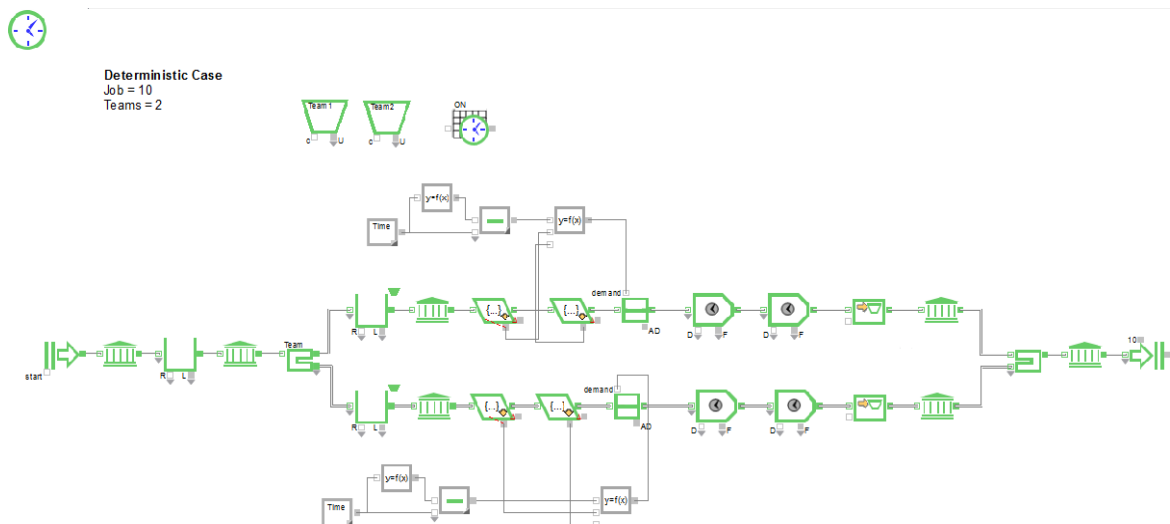 Deterministic Case
Job = 10
Teams = 2
Team 1
Team2
ON
c
U
c
U
y=f(x)
Time
y=f(x)
demand
{...}
{...}
R
L
AD
D
F
D
F
Team
start
R
L
10
demand
{...}
{...}
R
L
AD
D
F
D
F
y=f(x)
Time
y=f(x)